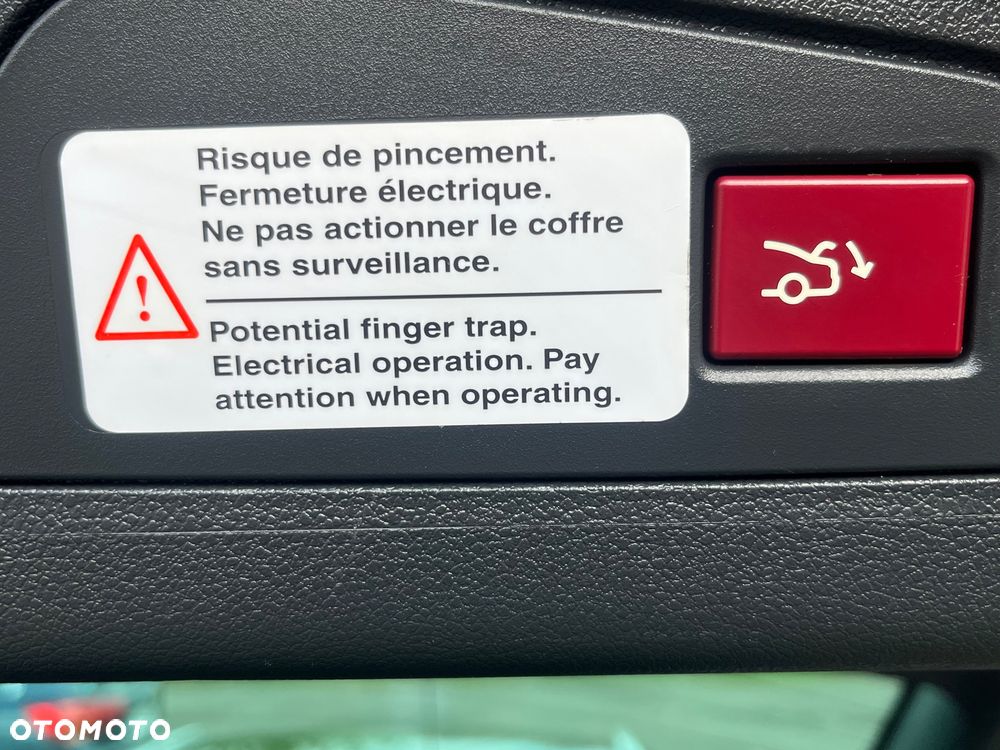 Risque de pincement.
Fermeture électrique.
Ne pas actionner le coffre
sans surveillance.
Potential finger trap.
Electrical operation. Pay
attention when operating.
OTOMOTO